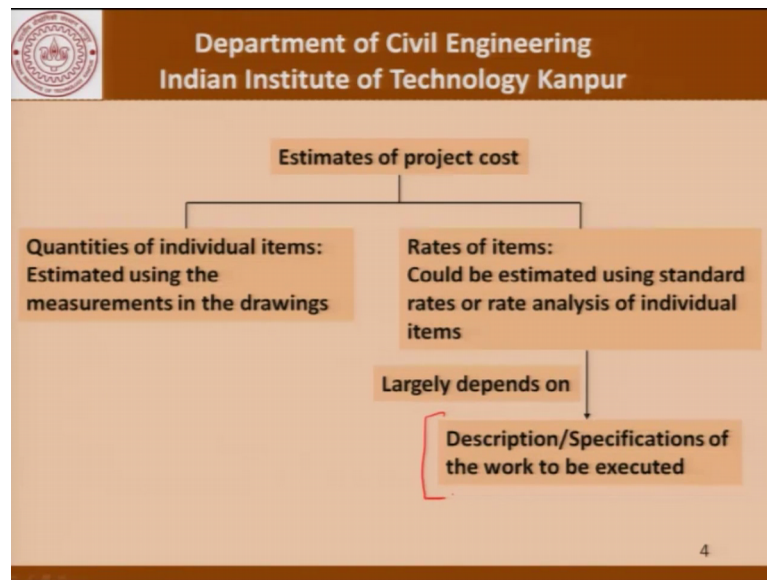 Department of Civil Engineering
Indian Institute of Technology Kanpur
Estimates of project cost
Quantities of individual items:
Estimated using the
measurements in the drawings
Rates of items:
Could be estimated using standard
rates or rate analysis of individual
items
Largely depends on
Description/Specifications of
the work to be executed
4